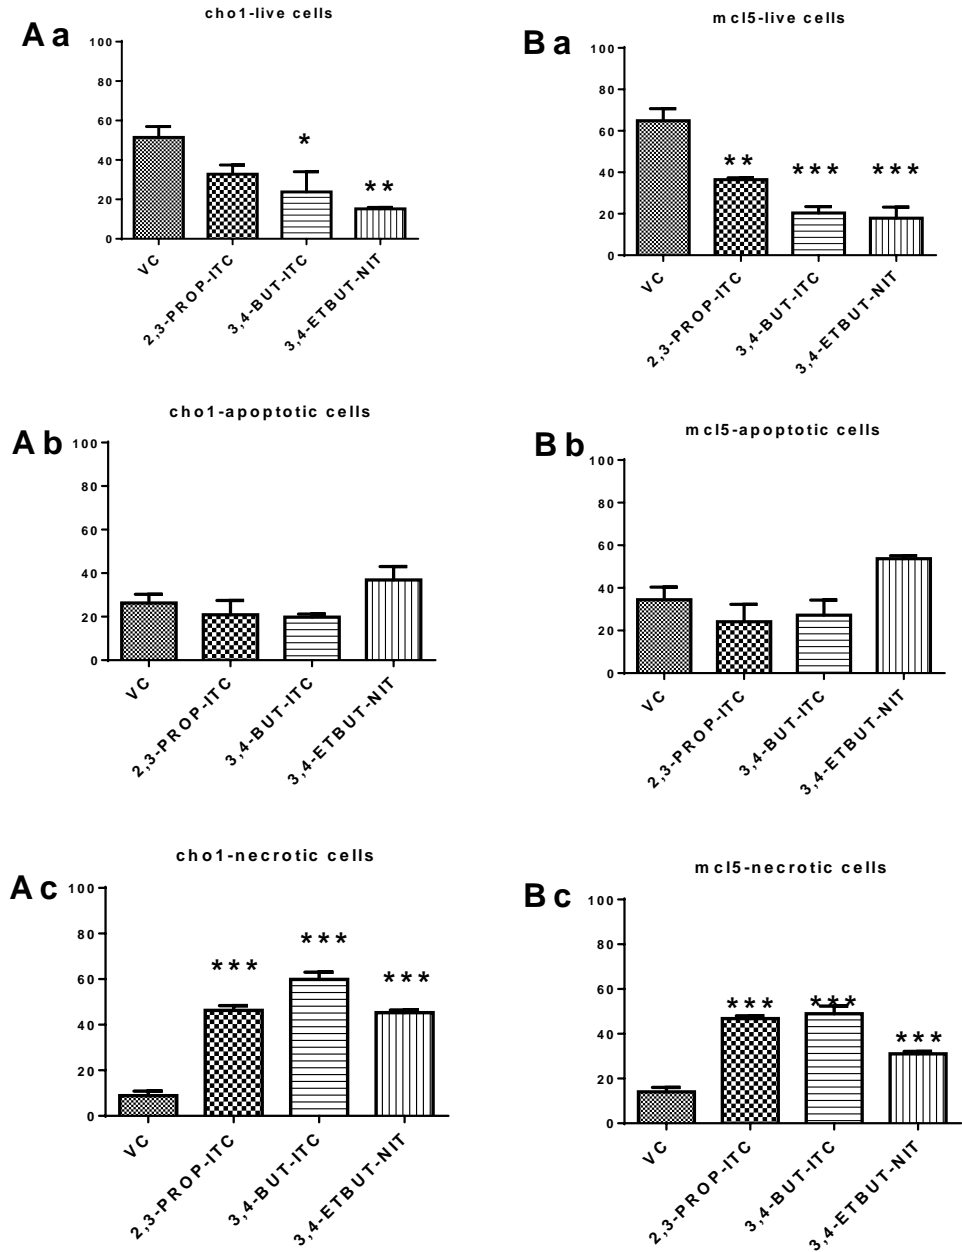 cho1-live cells
A a
100
80
60
40
20
0
*
**
VC
2,3-PROP-ITC
3,4-BUT-ITC
3,4-ETBUT-NIT
mcl5-live cells
B a
100
80
60
40
20
0
**
***
***
VC
2,3-PROP-ITC
3,4-BUT-ITC
3,4-ETBUT-NIT
cho1-apoptotic cells
A b
100
80
60
40
20
0
VC
2,3-PROP-ITC
3,4-BUT-ITC
3,4-ETBUT-NIT
mcl5-apoptotic cells
B b
100
80
60
40
20
0
VC
2,3-PROP-ITC
3,4-BUT-ITC
3,4-ETBUT-NIT
cho1-necrotic cells
A c
100
80
60
40
20
0
***
***
***
VC
2,3-PROP-ITC
3,4-BUT-ITC
3,4-ETBUT-NIT
mcl5-necrotic cells
B c
100
80
60
40
20
0
***
***
***
VC
2,3-PROP-ITC
3,4-BUT-ITC
3,4-ETBUT-NIT